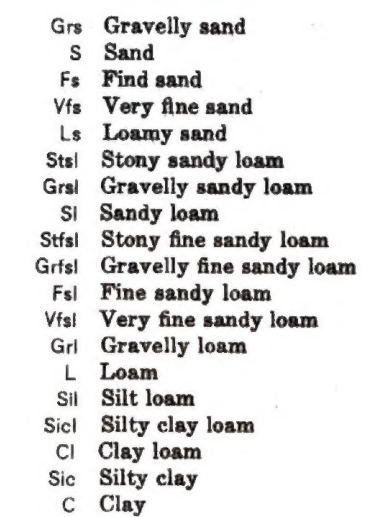 Grs Gravelly sand
S Sand
Fs Find sand
Vfs Very fine sand
Ls Loamy sand
Stsl Stony sandy loam
Grsl Gravelly sandy loam
Sl Sandy loam
Stfsl Stony fine sandy loam
Grfsl Gravelly fine sandy loam
Fsl Fine sandy loam
Vfsl Very fine sandy loam
Grl Gravelly loam
L Loam
Sil Silt loam
Sicl Silty clay loam
Cl Clay loam
Sic Silty clay
C Clay